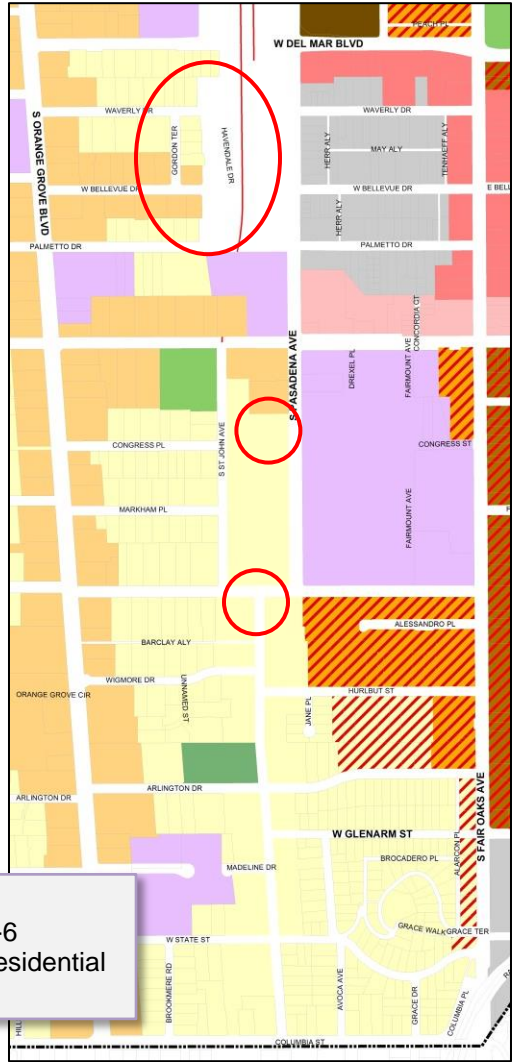 PEACH PL
W DEL MAR BLVD
WAVERLY DR
WAVERLY DR
S ORANGE GROVE BLVD
GORDON TER
HAVENDALE DR
HERR ALY
MAY ALY
TENHAEFF ALY
W BELLEVUE DR
W BELLEVUE DR
HERR ALY
PALMETTO DR
PALMETTO DR
CONCORDIA CT
S PASADENA AVE
DREXEL PL
FAIRMOUNT AVE
CONGRESS PL
S ST JOHN AVE
CONGRESS ST
MARKHAM PL
FAIRMOUNT AVE
ALESSANDRO PL
BARCLAY ALY
WIGMORE DR
UNNAMED ST
ORANGE GROVE CIR
HURLBUT ST
JANE PL
S FAIR OAKS AVE
ARLINGTON DR
ARLINGTON DR
W GLENARM ST
ALARCON PL
BROCADERO PL
MADELINE DR
-6
esidential
W STATE ST
GRACE WALK
GRACE TER
BROOKMERE RD
AVOCA AVE
GRACE DR
COLUMBIA PL
COLUMBIA ST